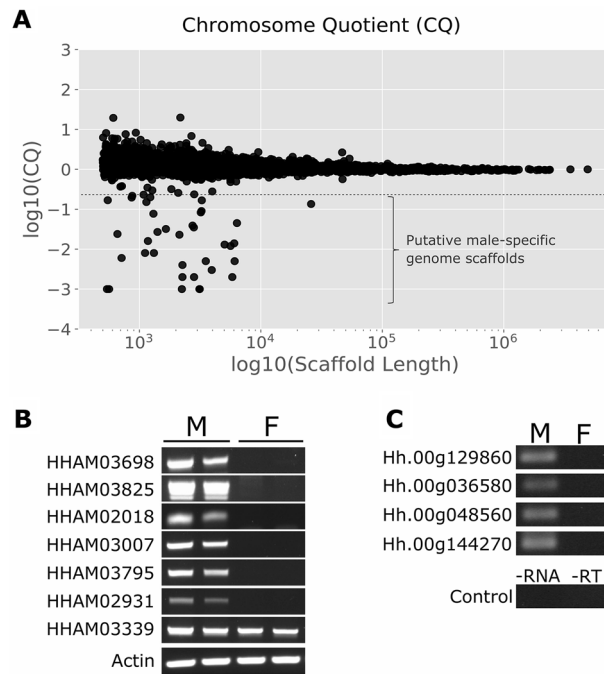 A
Chromosome Quotient (CQ)
3
2
1
0
−1
−2
−3
−4
log10(CQ)
Putative male-specific
genome scaffolds
10³ 10⁴ 10⁵ 10⁶
log10(Scaffold Length)
B
M F
HHAM03698
HHAM03825
HHAM02018
HHAM03007
HHAM03795
HHAM02931
HHAM03339
Actin
C
M F
Hh.00g129860
Hh.00g036580
Hh.00g048560
Hh.00g144270
-RNA -RT
Control